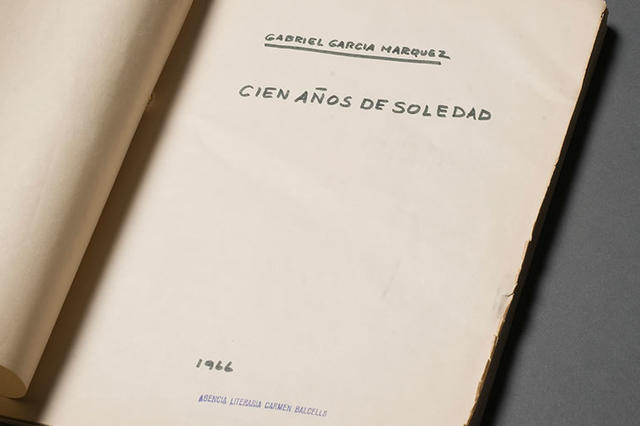 GABRIEL GARCIA MARQUEZ
CIEN AÑOS DE SOLEDAD
1966
AGENCIA LITERARIA CARMEN BALCELLS